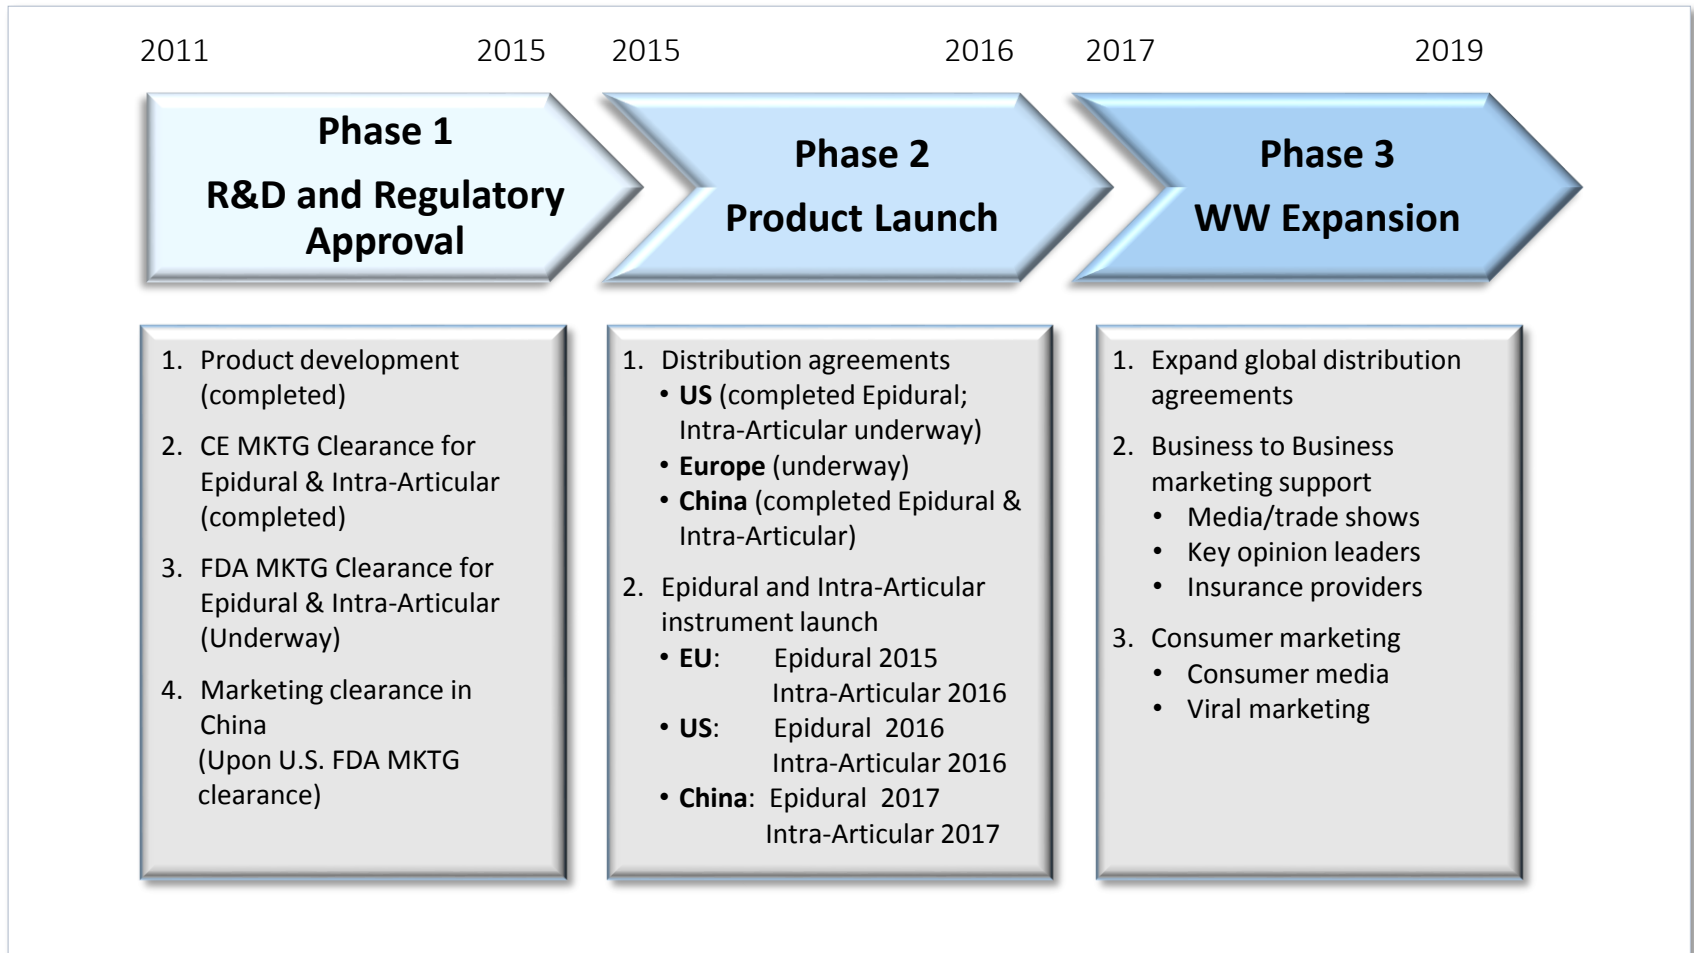 2011
2015
2015
2016
2017
2019
Phase 1
R&D and Regulatory
Approval
Phase 2
Product Launch
Phase 3
WW Expansion
1. Product development
(completed)
2. CE MKTG Clearance for
Epidural & Intra-Articular
(completed)
3. FDA MKTG Clearance for
Epidural & Intra-Articular
(Underway)
4. Marketing clearance in
China
(Upon U.S. FDA MKTG
clearance)
1. Distribution agreements
• US (completed Epidural;
Intra-Articular underway)
• Europe (underway)
• China (completed Epidural &
Intra-Articular)
2. Epidural and Intra-Articular
instrument launch
• EU: Epidural 2015
Intra-Articular 2016
• US: Epidural 2016
Intra-Articular 2016
• China: Epidural 2017
Intra-Articular 2017
1. Expand global distribution
agreements
2. Business to Business
marketing support
• Media/trade shows
• Key opinion leaders
• Insurance providers
3. Consumer marketing
• Consumer media
• Viral marketing